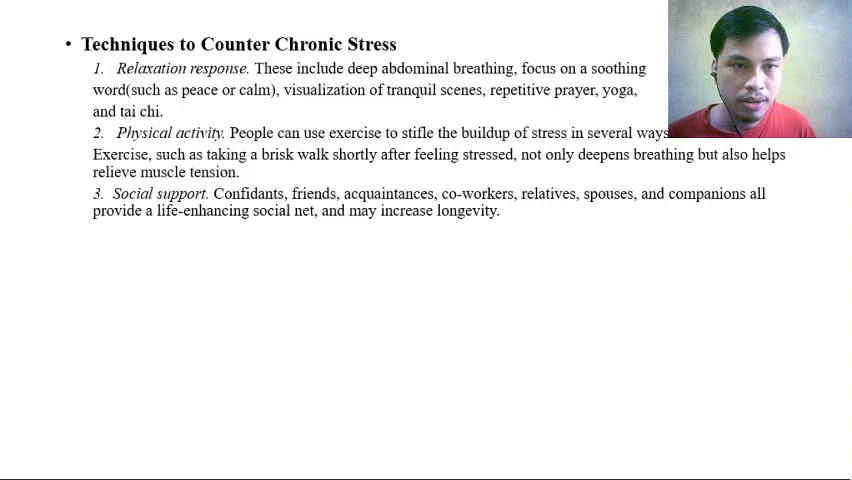 • Techniques to Counter Chronic Stress
1. Relaxation response. These include deep abdominal breathing, focus on a soothing
word(such as peace or calm), visualization of tranquil scenes, repetitive prayer, yoga,
and tai chi.
2. Physical activity. People can use exercise to stifle the buildup of stress in several ways
Exercise, such as taking a brisk walk shortly after feeling stressed, not only deepens breathing but also helps
relieve muscle tension.
3. Social support. Confidants, friends, acquaintances, co-workers, relatives, spouses, and companions all
provide a life-enhancing social net, and may increase longevity.